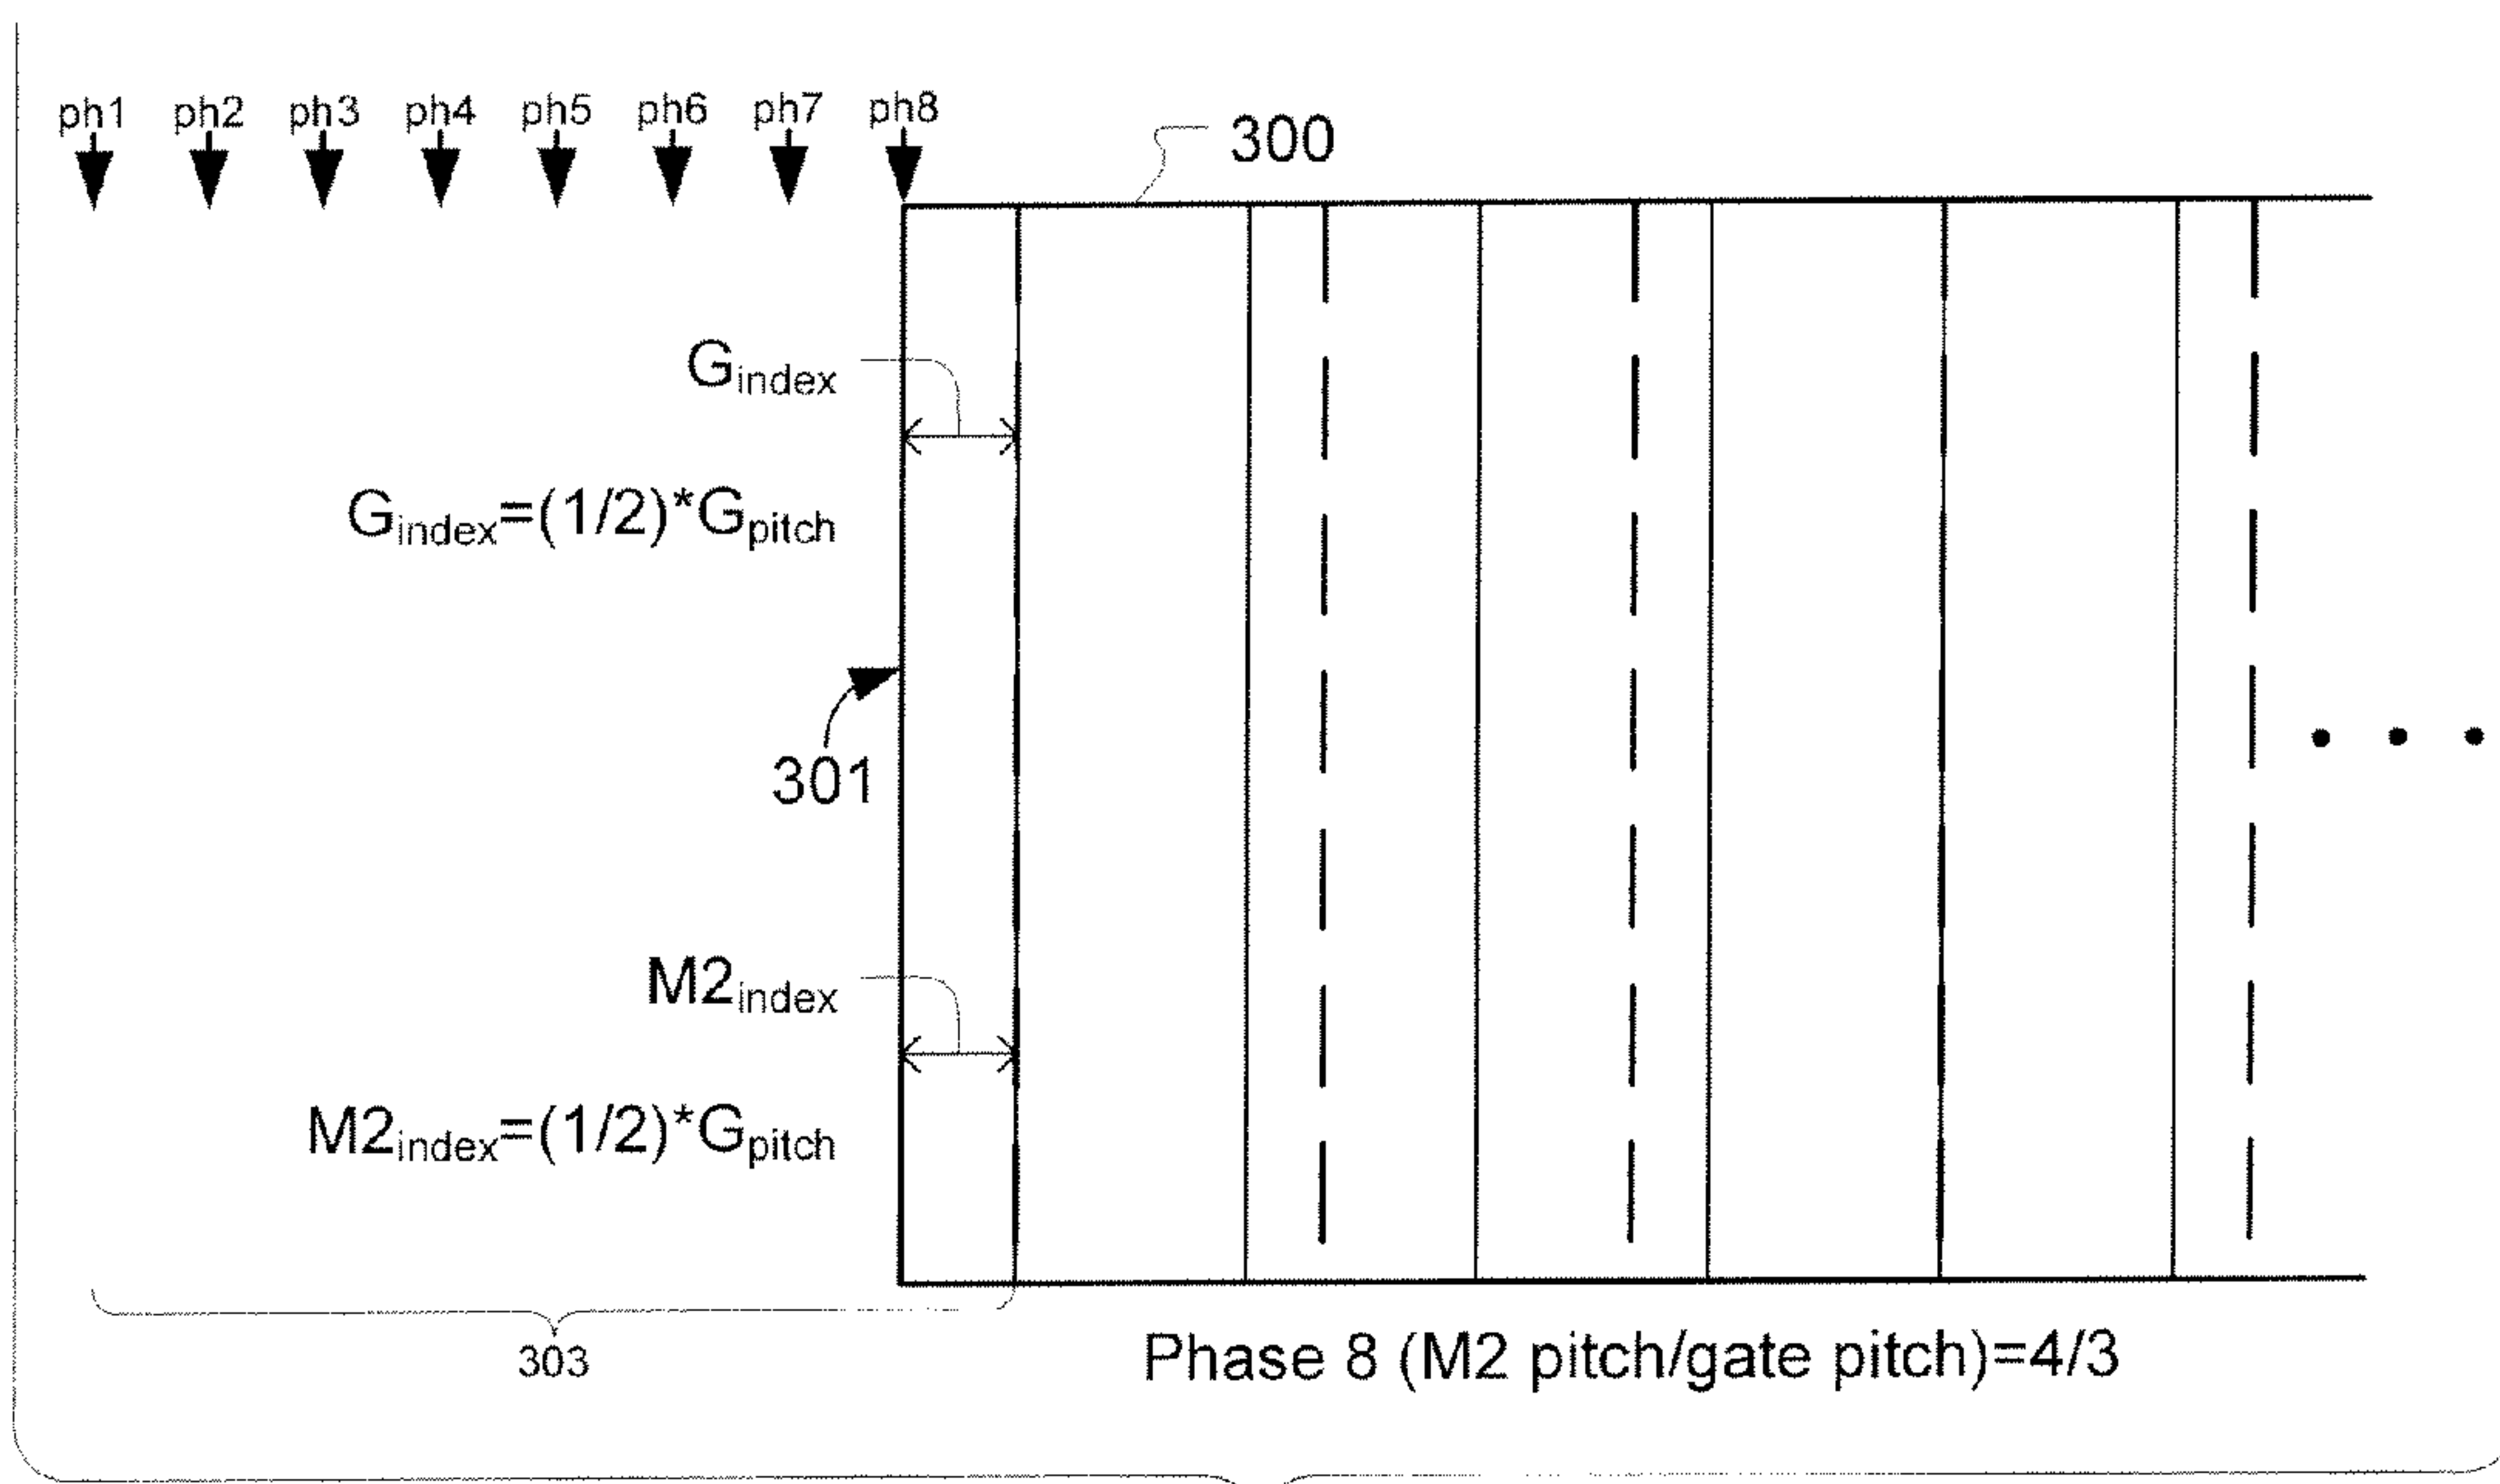 ph1 ph2 ph3 ph4 ph5 ph6 ph7 ph8
300
Gindex
Gindex=(1/2)*Gpitch
301
M2index
M2index=(1/2)*Gpitch
303
Phase 8 (M2 pitch/gate pitch)=4/3